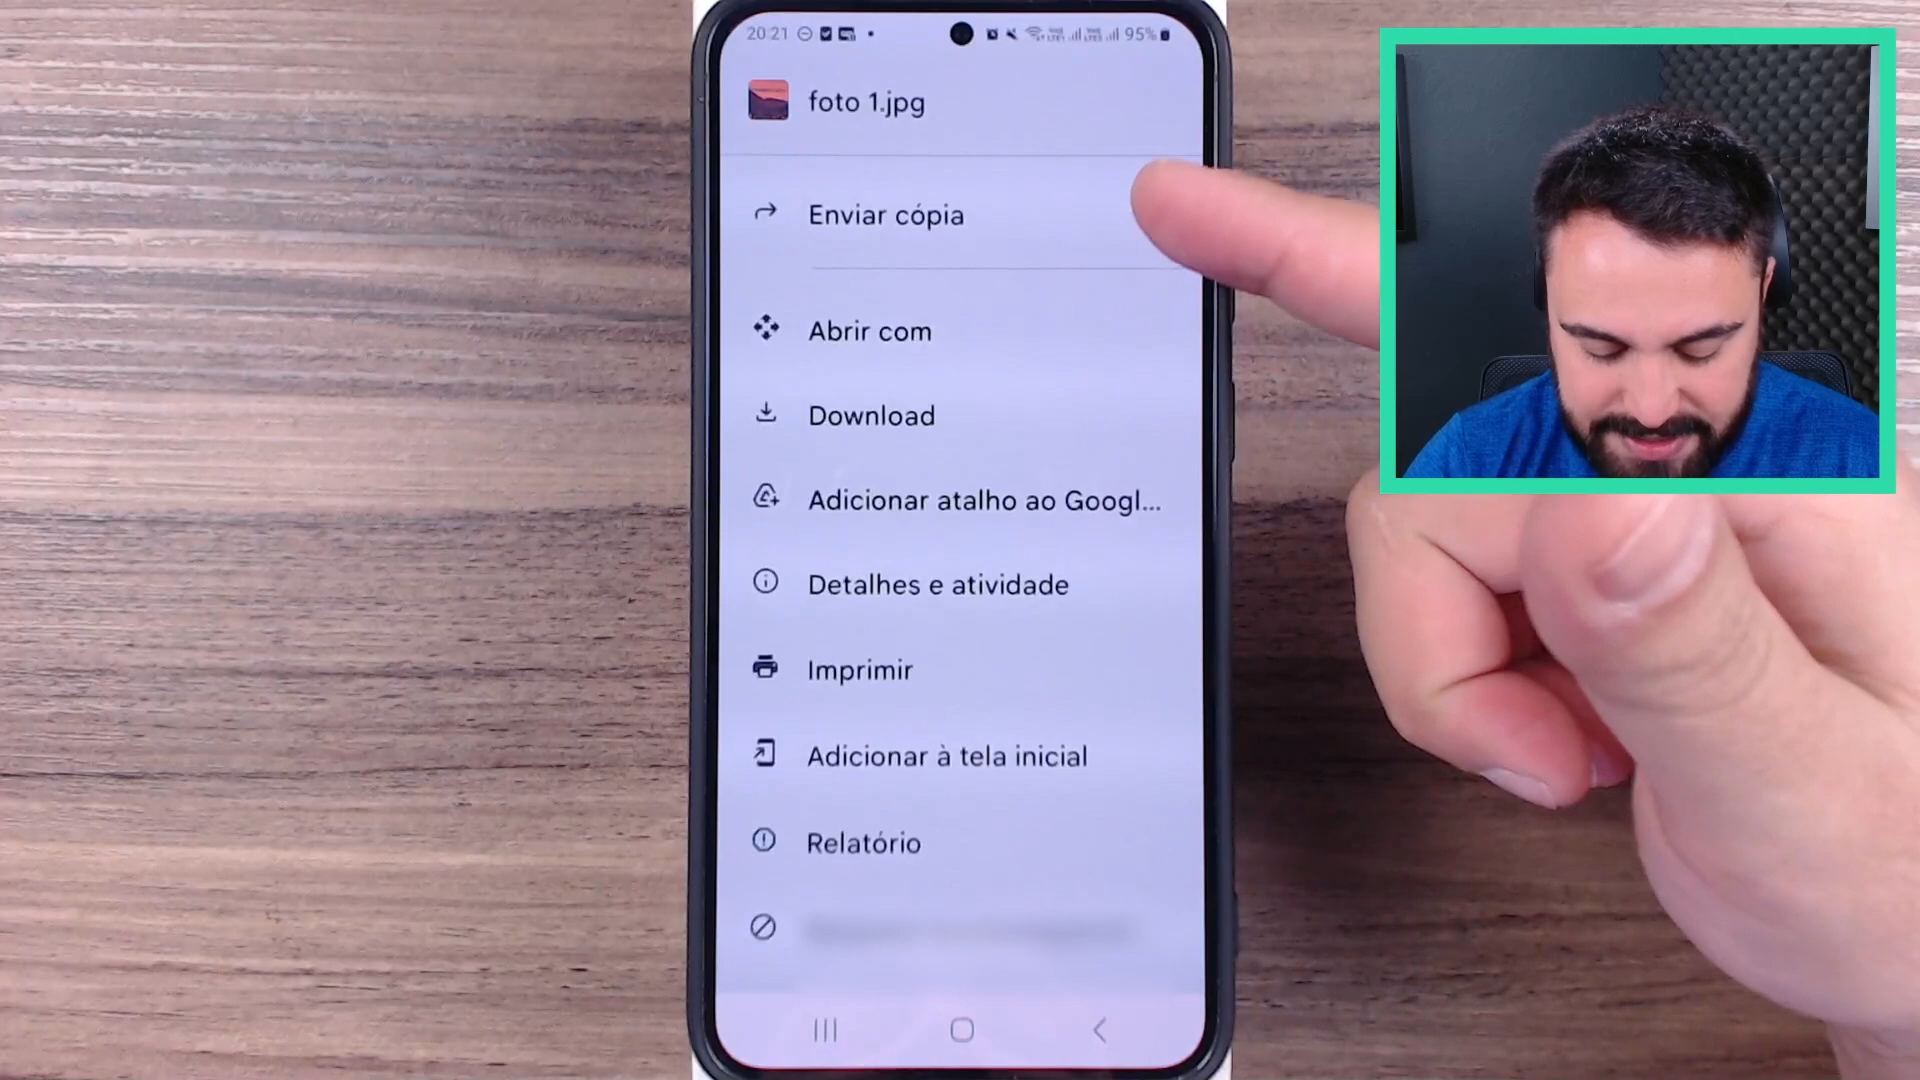 20:21
95%
foto 1.jpg
Enviar cópia
Abrir com
Download
Adicionar atalho ao Googl...
Detalhes e atividade
Imprimir
Adicionar à tela inicial
Relatório